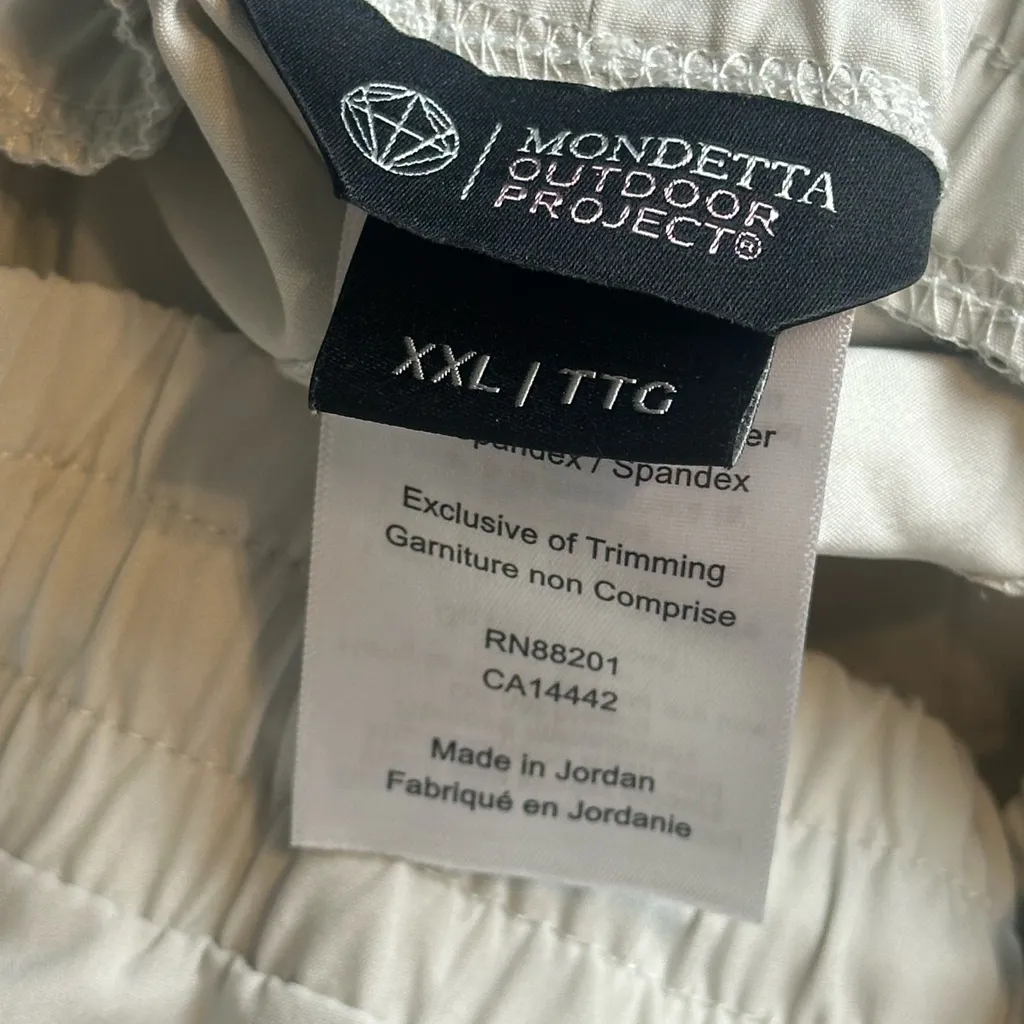 MONDETTA
OUTDOOR
PROJECT®
XXL | TTG
Spandex / Spandex
Exclusive of Trimming
Garniture non Comprise
RN88201
CA14442
Made in Jordan
Fabriqué en Jordanie